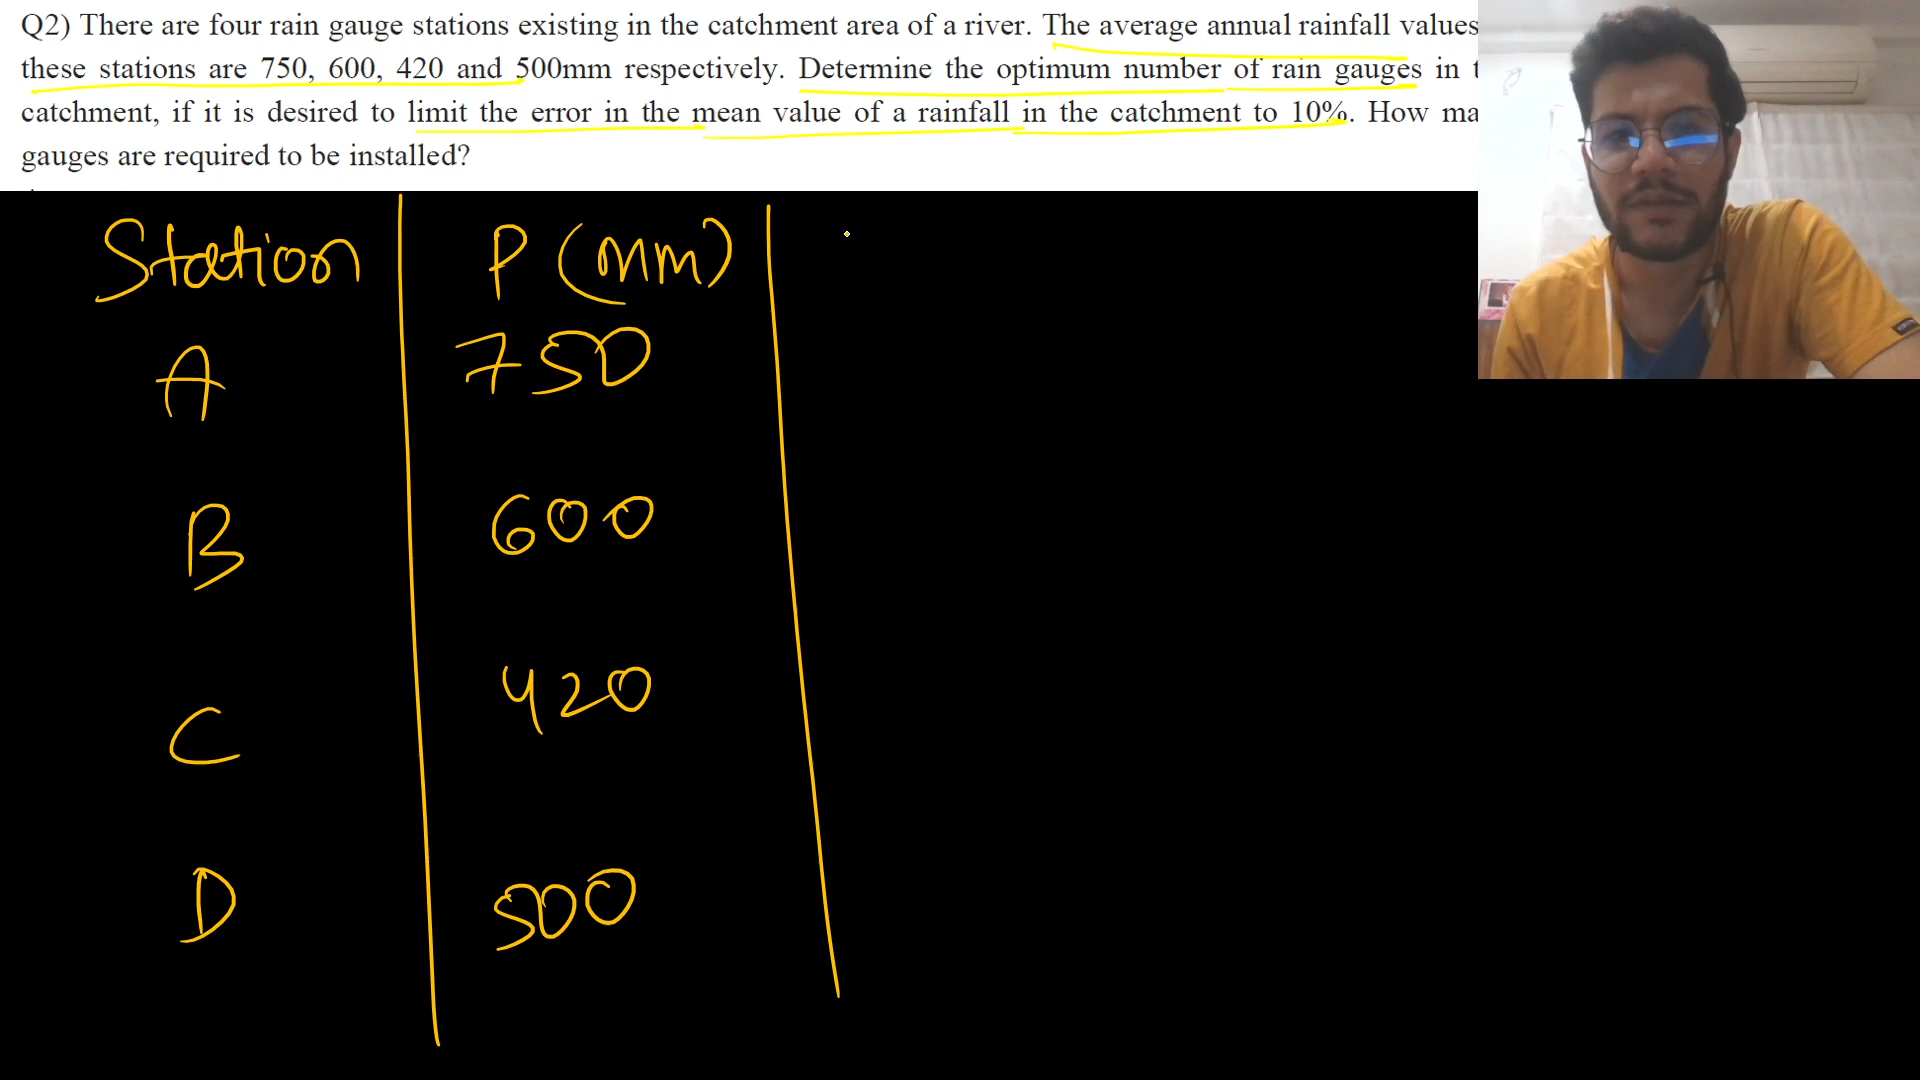 Q2) There are four rain gauge stations existing in the catchment area of a river. The average annual rainfall values
these stations are 750, 600, 420 and 500mm respectively. Determine the optimum number of rain gauges in
catchment, if it is desired to limit the error in the mean value of a rainfall in the catchment to 10%. How
gauges are required to be installed?
Station P (mm)
A 750
B 600
C 420
D 500